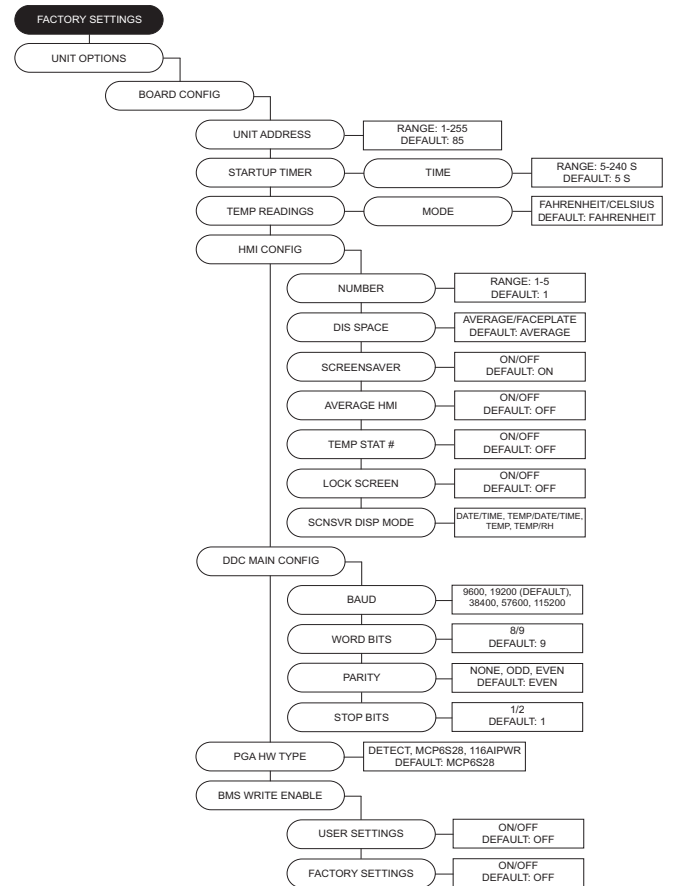 FACTORY SETTINGS
UNIT OPTIONS
BOARD CONFIG
UNIT ADDRESS
RANGE: 1-255
DEFAULT: 85
STARTUP TIMER
TIME
RANGE: 5-240 S
DEFAULT: 5 S
TEMP READINGS
MODE
FAHRENHEIT/CELSIUS
DEFAULT: FAHRENHEIT
HMI CONFIG
NUMBER
RANGE: 1-5
DEFAULT: 1
DIS SPACE
AVERAGE/FACEPLATE
DEFAULT: AVERAGE
SCREENSAVER
ON/OFF
DEFAULT: ON
AVERAGE HMI
ON/OFF
DEFAULT: OFF
TEMP STAT #
ON/OFF
DEFAULT: OFF
LOCK SCREEN
ON/OFF
DEFAULT: OFF
SCNSVR DISP MODE
DATE/TIME, TEMP/DATE/TIME,
TEMP, TEMP/RH
DDC MAIN CONFIG
BAUD
9600, 19200 (DEFAULT),
38400, 57600, 115200
WORD BITS
8/9
DEFAULT: 9
PARITY
NONE, ODD, EVEN
DEFAULT: EVEN
STOP BITS
1/2
DEFAULT: 1
PGA HW TYPE
DETECT, MCP6S28, 116AIPWR
DEFAULT: MCP6S28
BMS WRITE ENABLE
USER SETTINGS
ON/OFF
DEFAULT: OFF
FACTORY SETTINGS
ON/OFF
DEFAULT: OFF